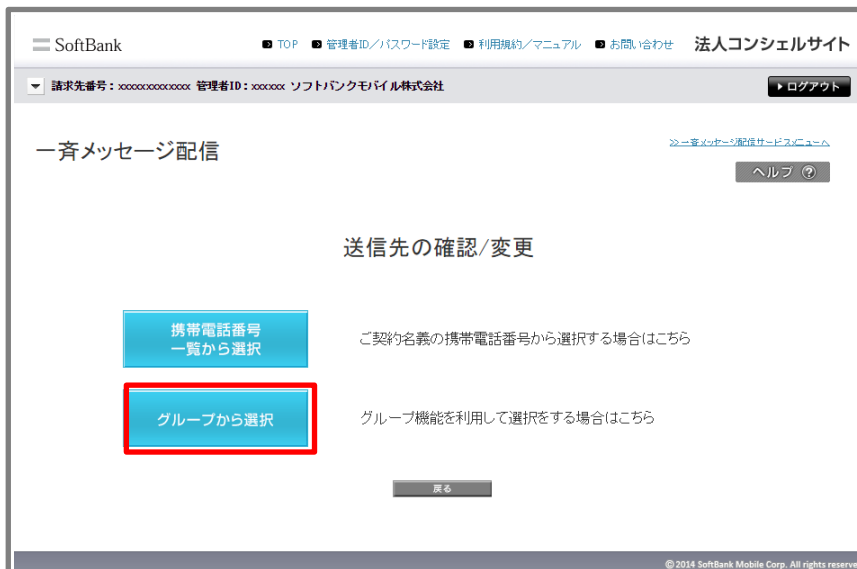 SoftBank
TOP 管理者ID/パスワード設定 利用規約/マニュアル お問い合わせ 法人コンシェルサイト
請求先番号：xxxxxxxxxxxxx 管理者ID：xxxxxx ソフトバンクモバイル株式会社 ログアウト
一斉メッセージ配信
≫一斉メッセージ配信サービスメニューへ
ヘルプ ?
送信先の確認/変更
携帯電話番号
一覧から選択
ご契約名義の携帯電話番号から選択する場合はこちら
グループから選択
グループ機能を利用して選択をする場合はこちら
戻る
© 2014 SoftBank Mobile Corp. All rights reserve